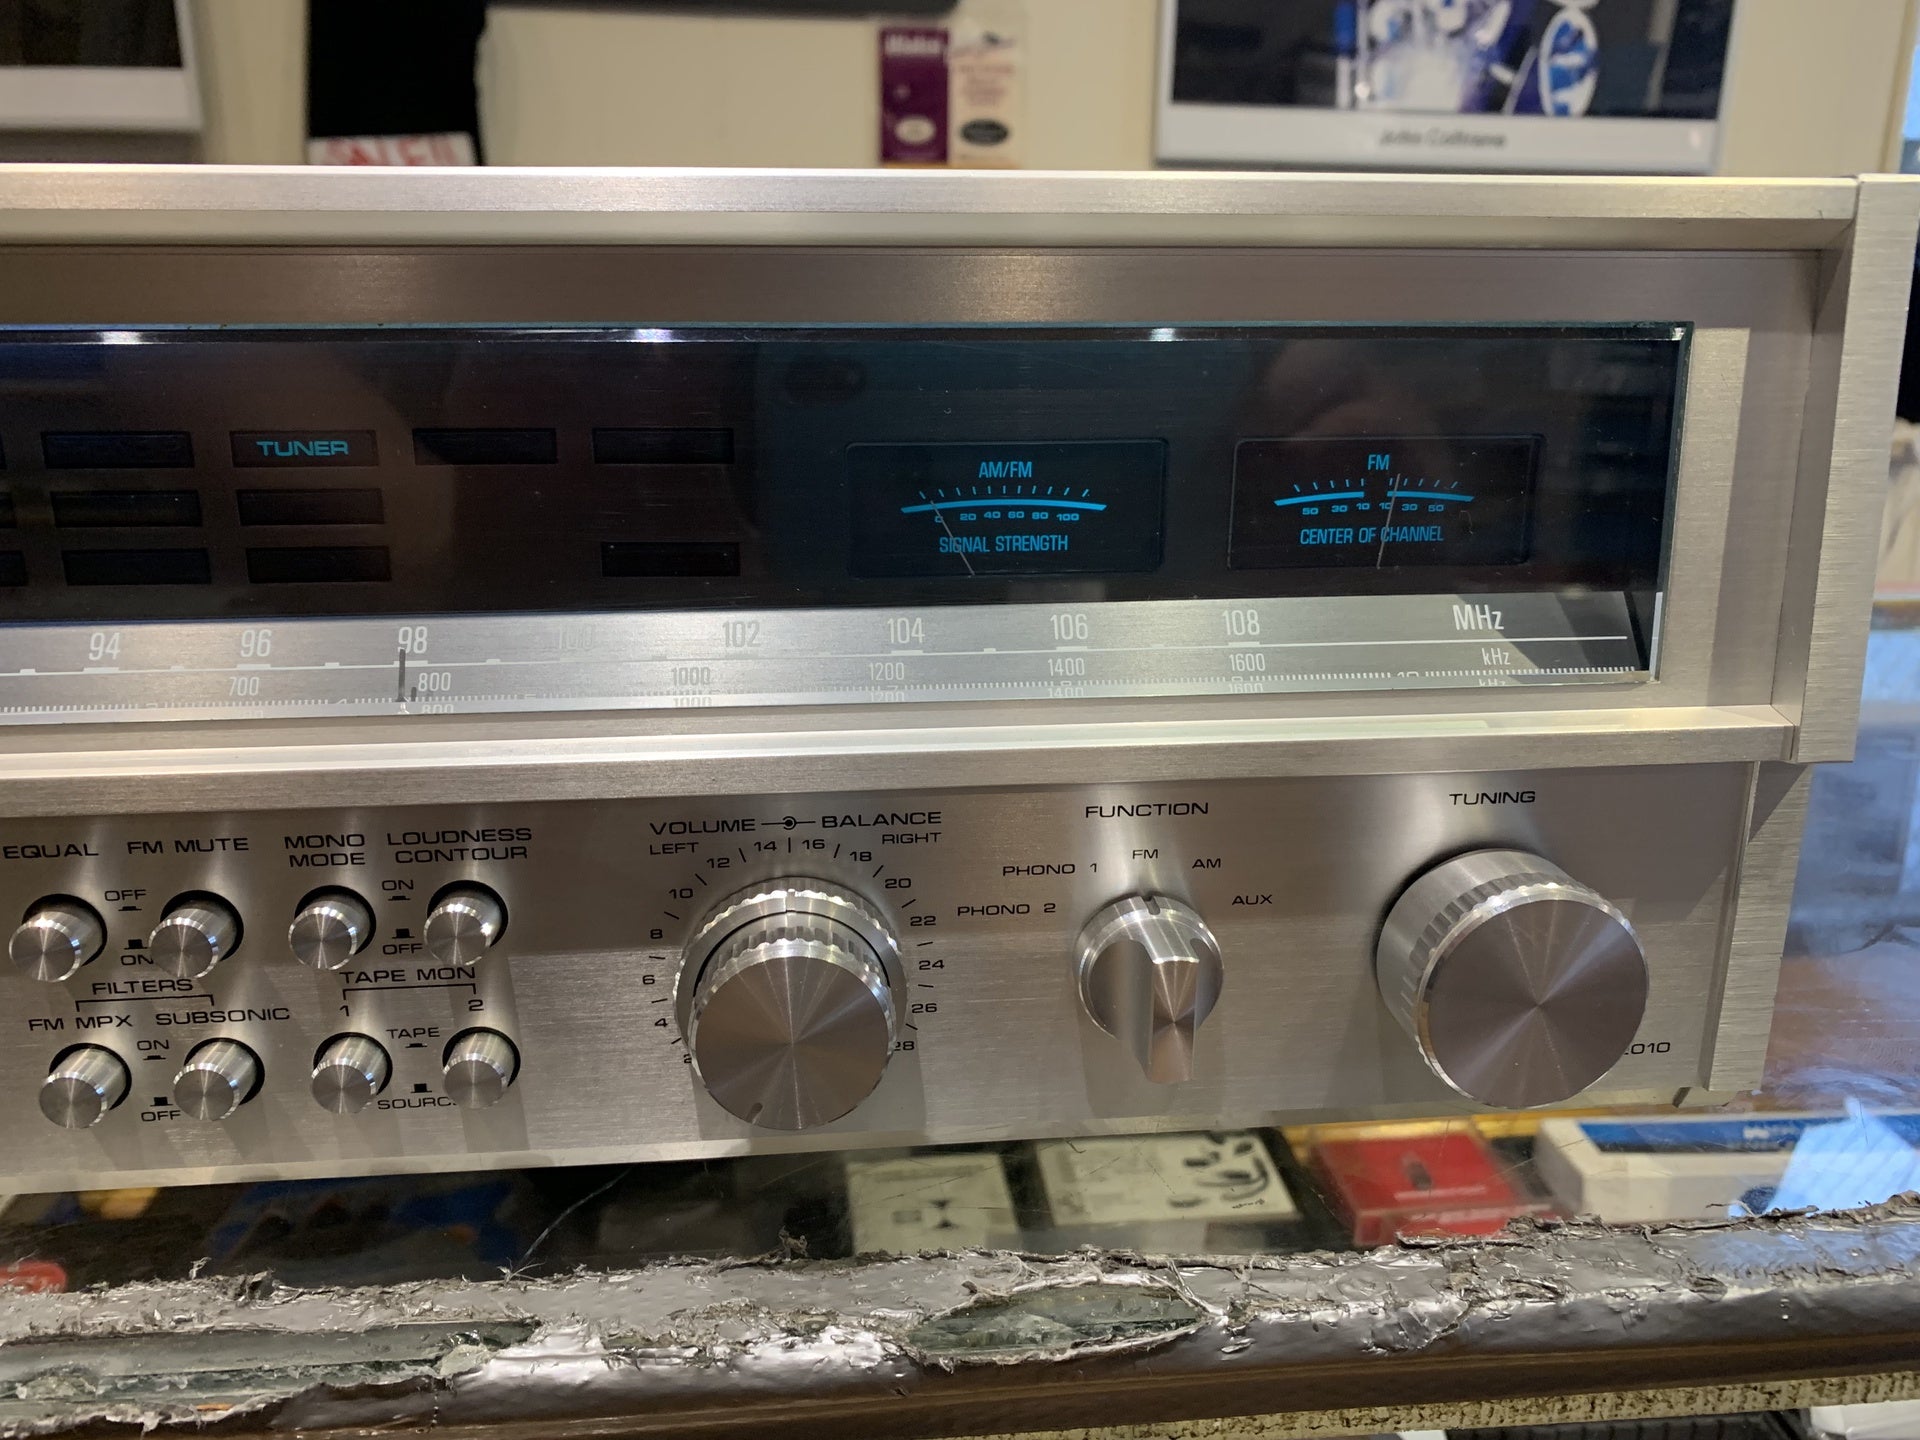 John Coltrane
TUNER
AM/FM
0 20 40 60 80 100
SIGNAL STRENGTH
FM
50 30 10 10 30 50
CENTER OF CHANNEL
94 96 98 100 102 104 106 108 MHz
700 800 1000 1200 1400 1600 kHz
EQUAL
FM MUTE
OFF
ON
MONO
MODE
LOUDNESS
CONTOUR
ON
OFF
FILTERS
FM MPX SUBSONIC
ON
OFF
TAPE MON
1 2
TAPE
VOLUME BALANCE
LEFT RIGHT
4 6 8 10 12 14 16 18 20 22 24 26 28
FUNCTION
PHONO 2 PHONO 1 FM AM AUX
TUNING